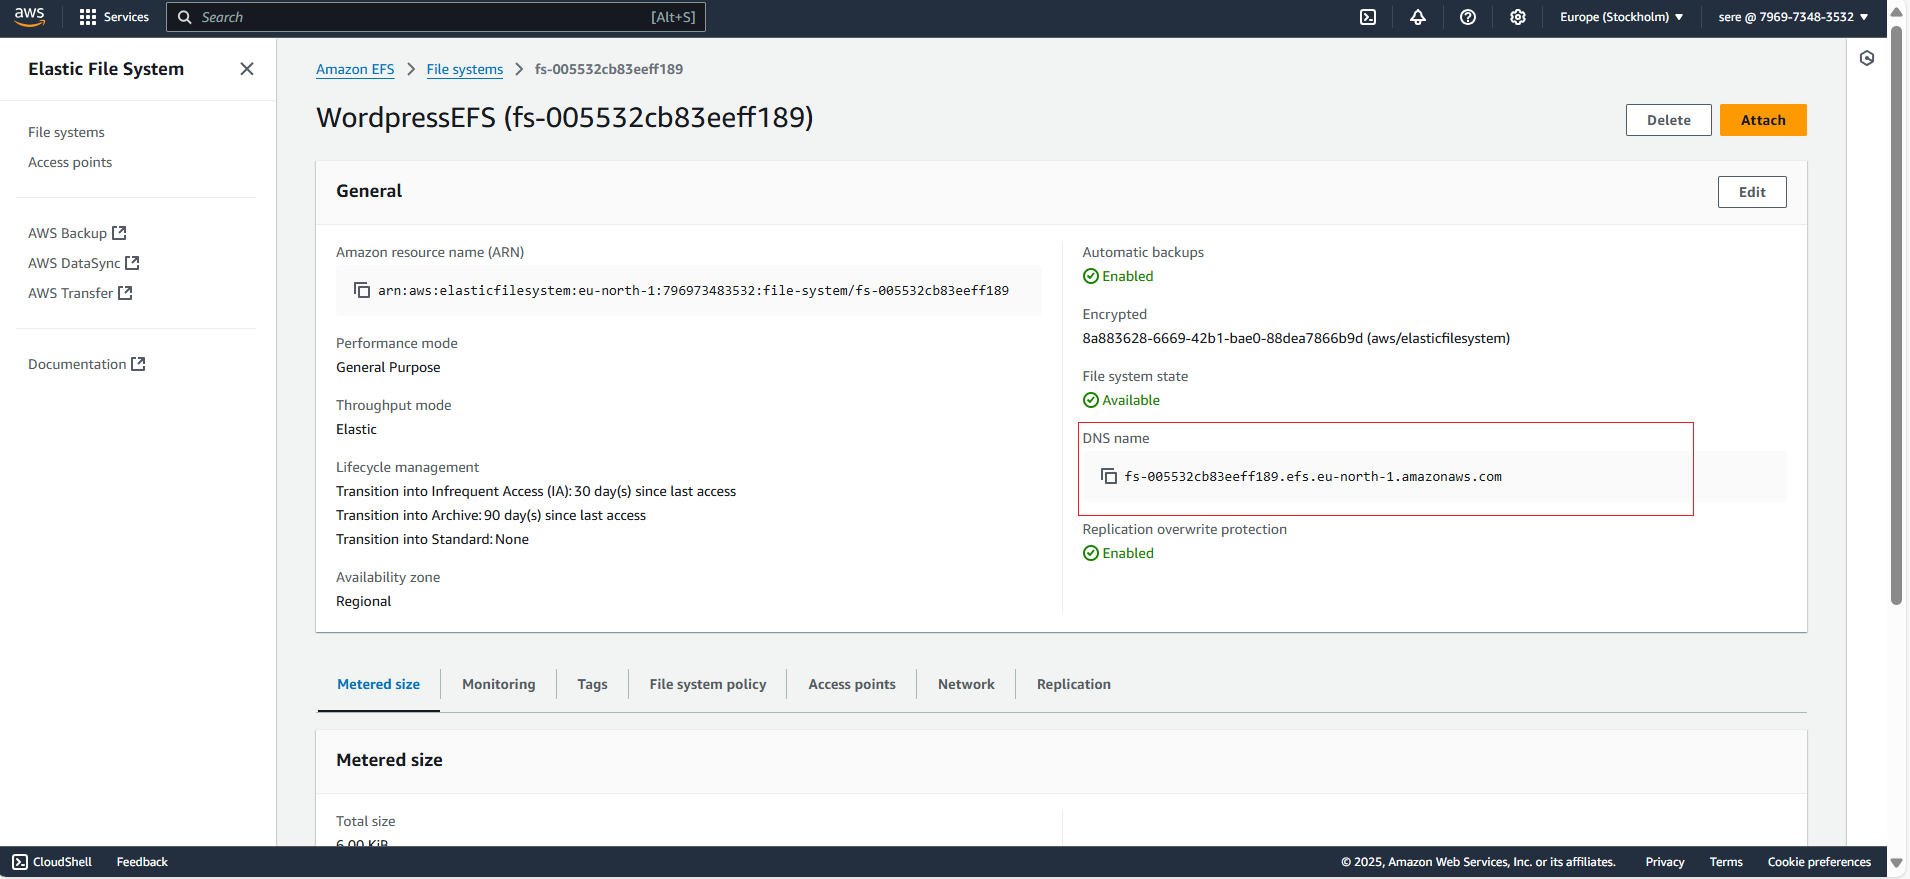 aws
Services
Search [Alt+S]
Europe (Stockholm)
sere @ 7969-7348-3532
Elastic File System
File systems
Access points
AWS Backup
AWS DataSync
AWS Transfer
Documentation
Amazon EFS > File systems > fs-005532cb83eeff189
WordpressEFS (fs-005532cb83eeff189)
Delete
Attach
General
Edit
Amazon resource name (ARN)
arn:aws:elasticfilesystem:eu-north-1:796973483532:file-system/fs-005532cb83eeff189
Performance mode
General Purpose
Throughput mode
Elastic
Lifecycle management
Transition into Infrequent Access (IA): 30 day(s) since last access
Transition into Archive: 90 day(s) since last access
Transition into Standard: None
Availability zone
Regional
Automatic backups
Enabled
Encrypted
8a883628-6669-42b1-bae0-88dea7866b9d (aws/elasticfilesystem)
File system state
Available
DNS name
fs-005532cb83eeff189.efs.eu-north-1.amazonaws.com
Replication overwrite protection
Enabled
Metered size
Monitoring
Tags
File system policy
Access points
Network
Replication
Metered size
Total size
6.00 KiB
CloudShell
Feedback
© 2025, Amazon Web Services, Inc. or its affiliates.
Privacy
Terms
Cookie preferences